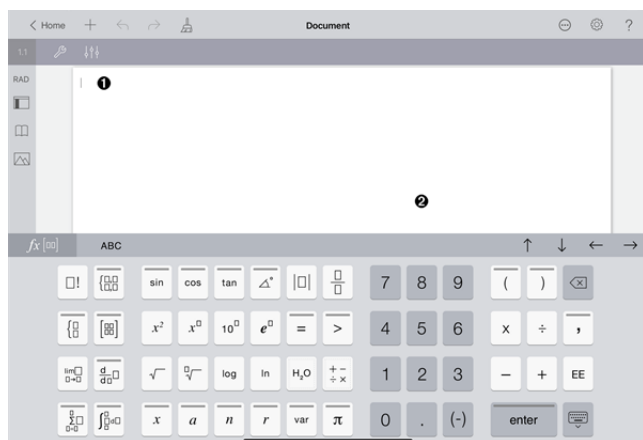 Home Document ?
1.1
RAD
❶
❷
fx ABC ↑ ↓ ← →
□! sin cos tan ∠° |□| 7 8 9 ( )
x² x□ 10□ e□ = > 4 5 6 x ÷ ,
lim □→□ d/d□ □ √ □√ log ln H₂O + − ÷ × 1 2 3 − + EE
∑ □=□ ∫ □ d□ x a n r var π 0 . (-) enter